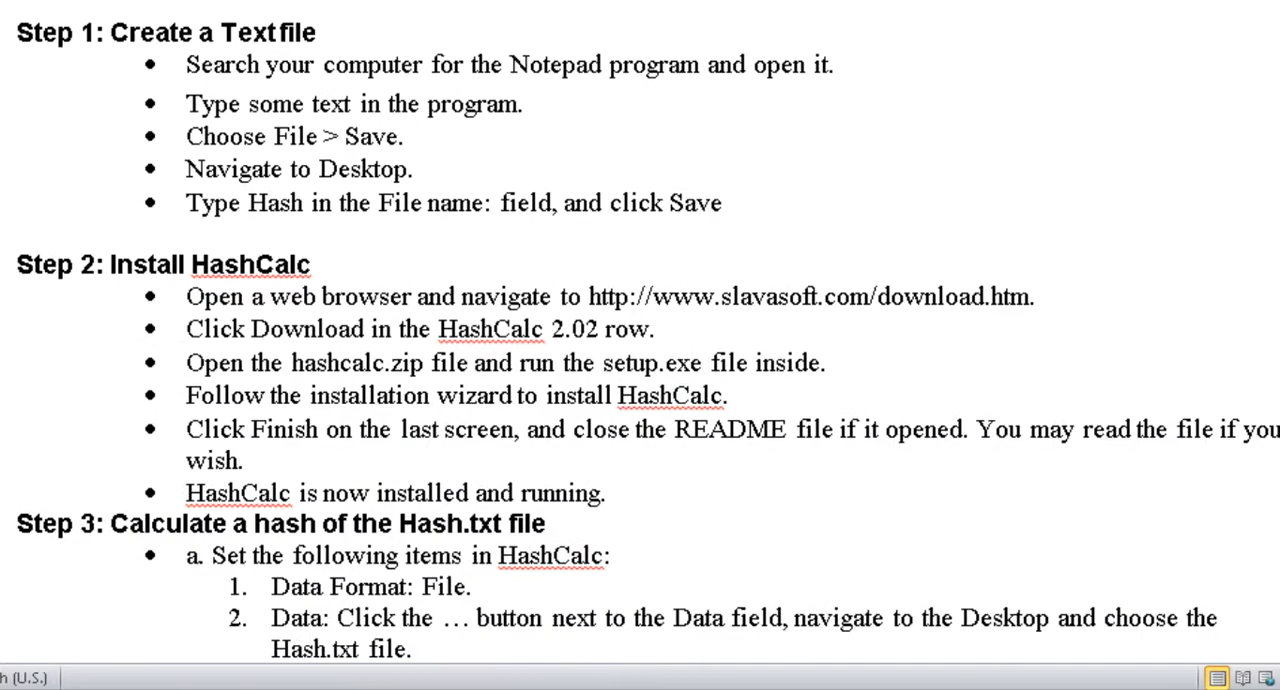 Step 1: Create a Text file
• Search your computer for the Notepad program and open it.
• Type some text in the program.
• Choose File > Save.
• Navigate to Desktop.
• Type Hash in the File name: field, and click Save
Step 2: Install HashCalc
• Open a web browser and navigate to http://www.slavasoft.com/download.htm.
• Click Download in the HashCalc 2.02 row.
• Open the hashcalc.zip file and run the setup.exe file inside.
• Follow the installation wizard to install HashCalc.
• Click Finish on the last screen, and close the README file if it opened. You may read the file if you
wish.
• HashCalc is now installed and running.
Step 3: Calculate a hash of the Hash.txt file
• a. Set the following items in HashCalc:
1. Data Format: File.
2. Data: Click the … button next to the Data field, navigate to the Desktop and choose the
Hash.txt file.
h (U.S.)